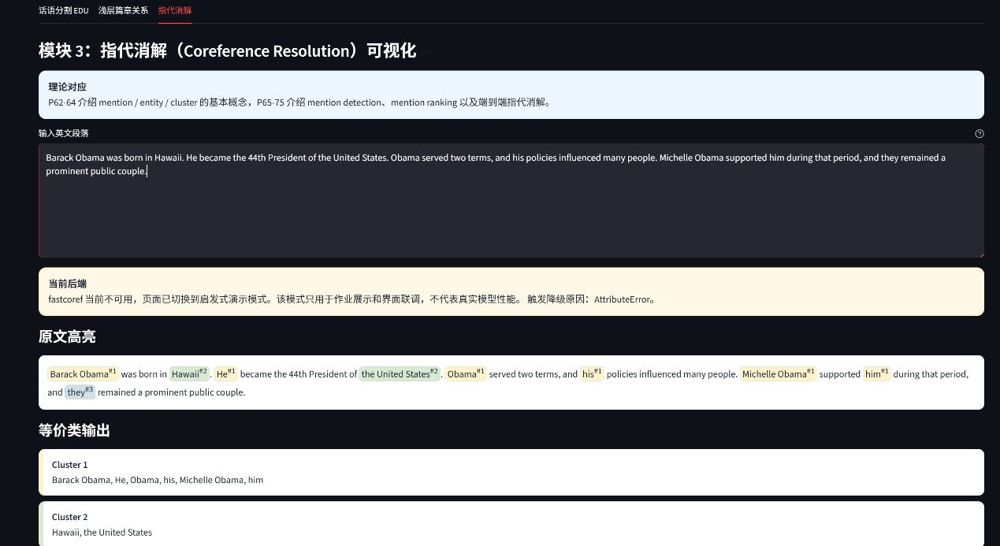 话语分割 EDU 浅层篇章关系 指代消解
模块 3：指代消解（Coreference Resolution）可视化
理论对应
P62-64 介绍 mention / entity / cluster 的基本概念，P65-75 介绍 mention detection、mention ranking 以及端到端指代消解。
输入英文段落
Barack Obama was born in Hawaii. He became the 44th President of the United States. Obama served two terms, and his policies influenced many people. Michelle Obama supported him during that period, and they remained a
prominent public couple.
当前后端
fastcoref 当前不可用，页面已切换到启发式演示模式。该模式只用于作业展示和界面联调，不代表真实模型性能。 触发降级原因：AttributeError。
原文高亮
Barack Obama#1 was born in Hawaii#2. He#1 became the 44th President of the United States#2. Obama#1 served two terms, and his#1 policies influenced many people. Michelle Obama#1 supported him#1 during that period,
and they#3 remained a prominent public couple.
等价类输出
Cluster 1
Barack Obama, He, Obama, his, Michelle Obama, him
Cluster 2
Hawaii, the United States